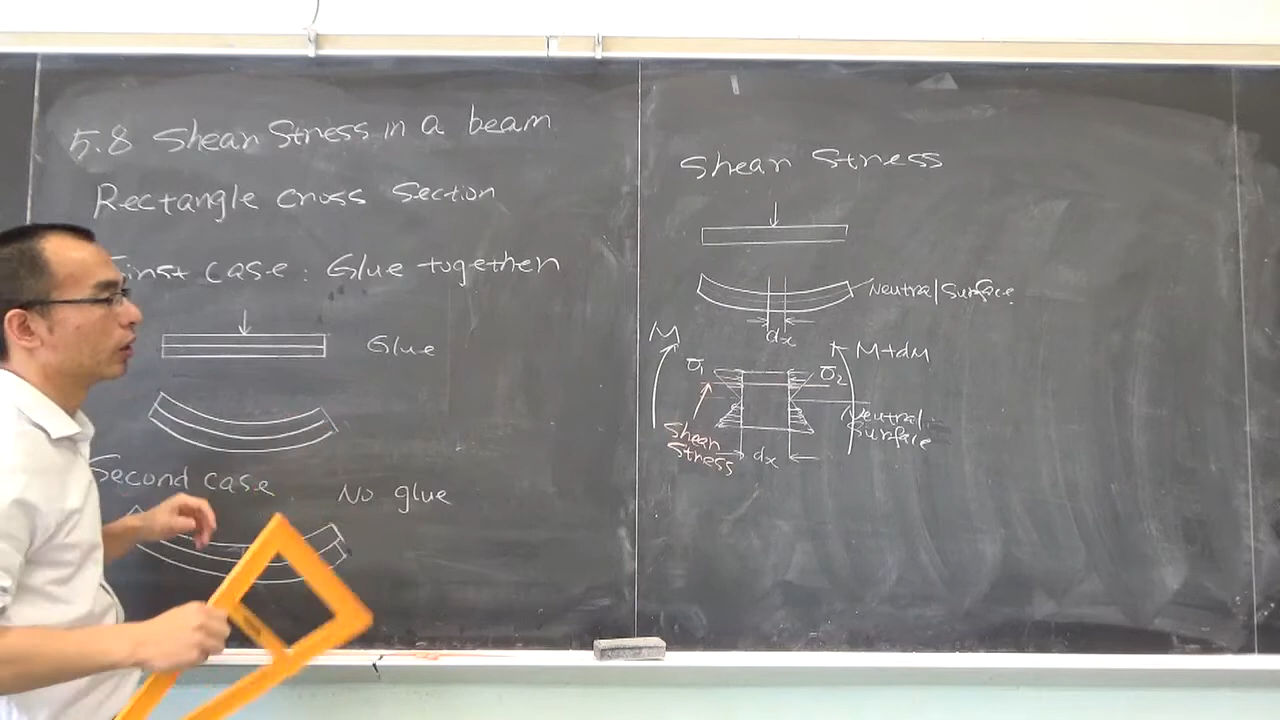 5.8 Shear Stress in a beam
Rectangle cross section
First case: Glue together
Glue
Second case
No glue
Shear Stress
Neutral Surface
dx
M
M+dM
σ1
σ2
Neutral
Surface
Shear
Stress
dx